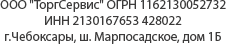 ООО "ТоргСервис" ОГРН 1162130052732
ИНН 2130167653 428022
г.Чебоксары, ш. Марпосадское, дом 1Б